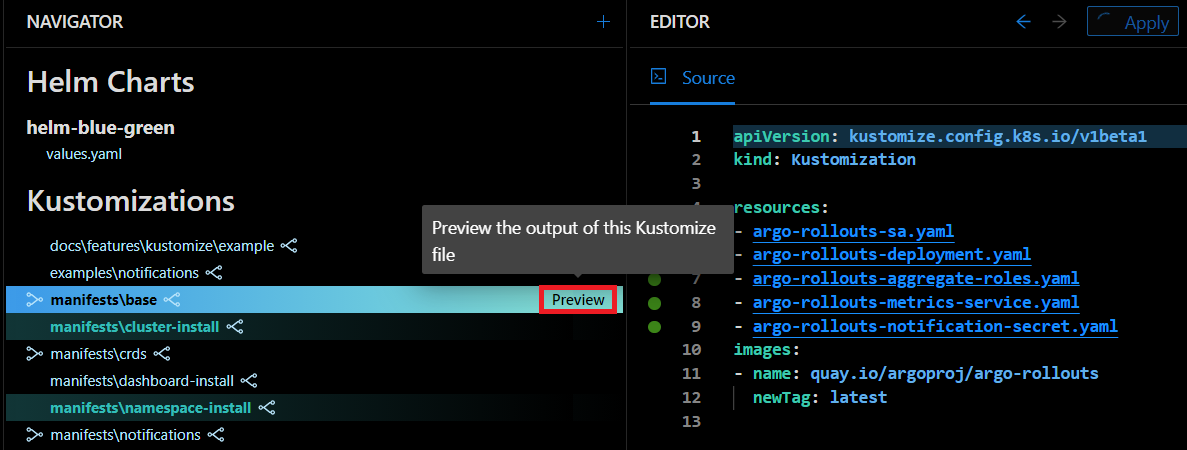 NAVIGATOR
Helm Charts
helm-blue-green
values.yaml
Kustomizations
docs\features\kustomize\example
examples\notifications
manifests\base
Preview
manifests\cluster-install
manifests\crds
manifests\dashboard-install
manifests\namespace-install
manifests\notifications
Preview the output of this Kustomize
file
EDITOR
Apply
Source
1 apiVersion: kustomize.config.k8s.io/v1beta1
2 kind: Kustomization
3
resources:
- argo-rollouts-sa.yaml
- argo-rollouts-deployment.yaml
7 - argo-rollouts-aggregate-roles.yaml
8 - argo-rollouts-metrics-service.yaml
9 - argo-rollouts-notification-secret.yaml
10 images:
11 - name: quay.io/argoproj/argo-rollouts
12 newTag: latest
13